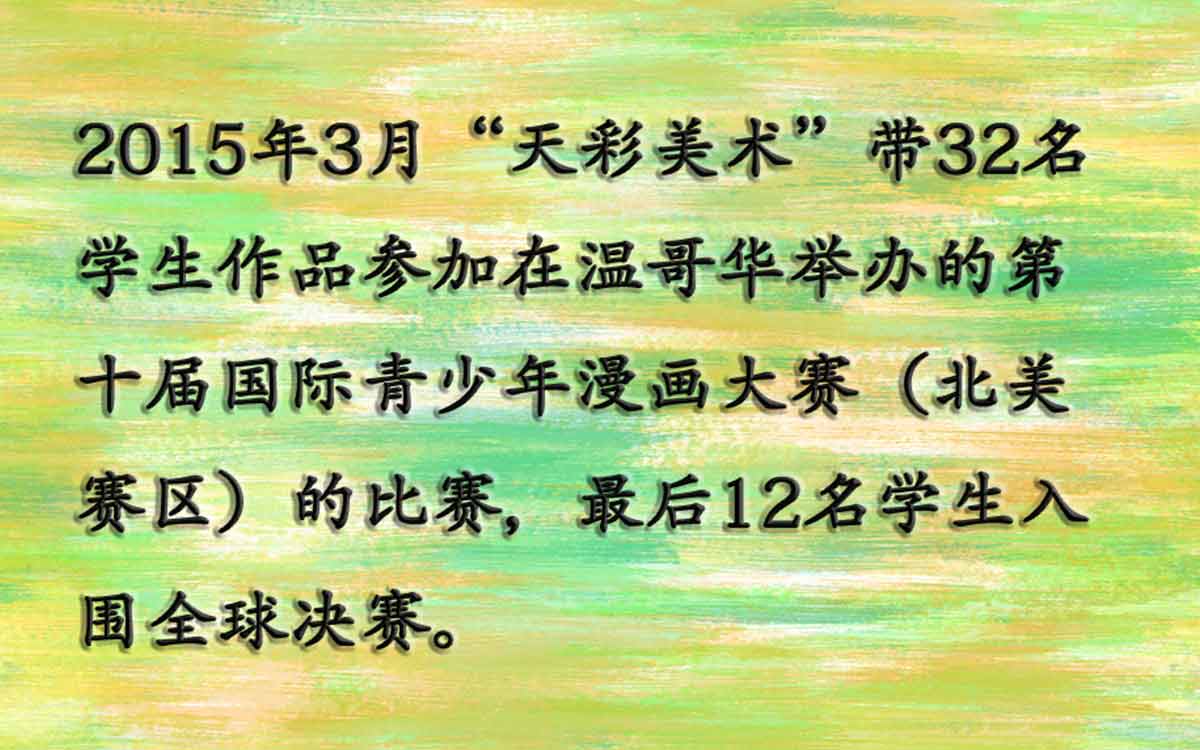 2015年3月“天彩美术”带32名
学生作品参加在温哥华举办的第
十届国际青少年漫画大赛（北美
赛区）的比赛，最后12名学生入
围全球决赛。